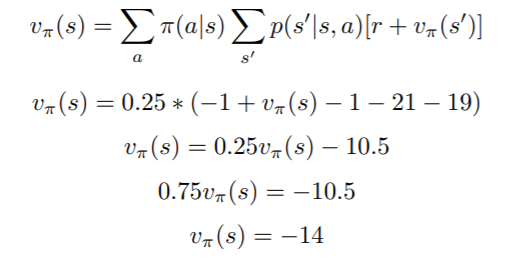 v_π(s) = ∑_a π(a|s) ∑_{s'} p(s'|s, a)[r + v_π(s')]
v_π(s) = 0.25 * (−1 + v_π(s) − 1 − 21 − 19)
v_π(s) = 0.25v_π(s) − 10.5
0.75v_π(s) = −10.5
v_π(s) = −14